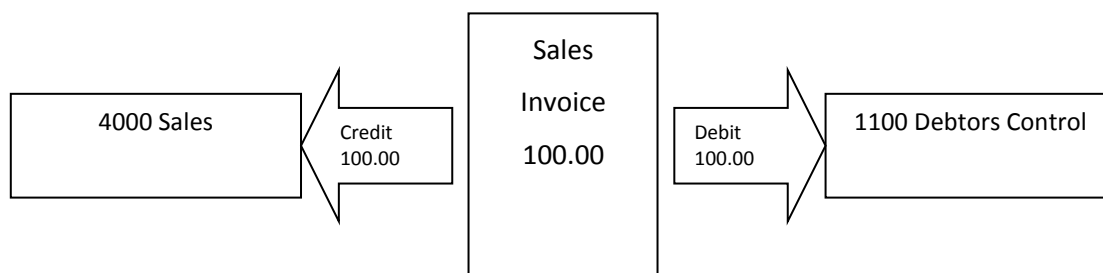 4000 Sales
Credit
100.00
Sales
Invoice
100.00
Debit
100.00
1100 Debtors Control